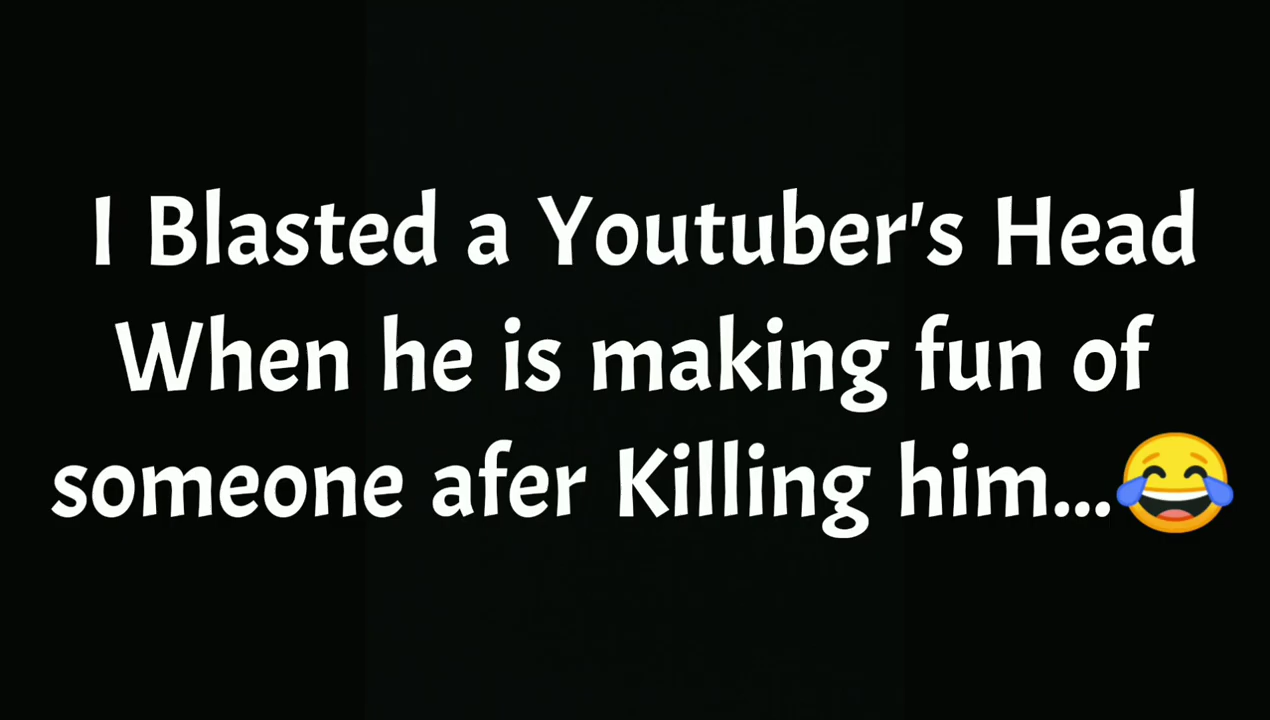 I Blasted a Youtuber's Head
When he is making fun of
someone afer Killing him...😂